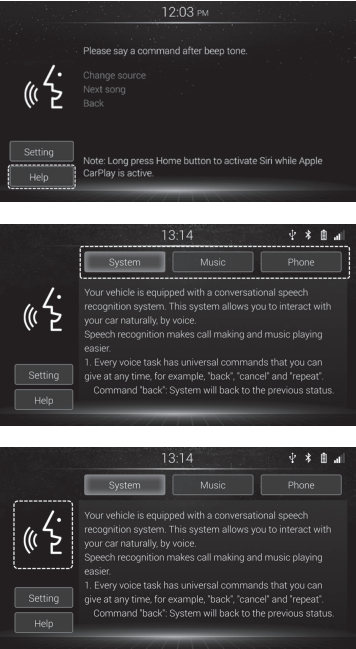 12:03 PM
Please say a command after beep tone.
Change source
Next song
Back
Setting
Help
Note: Long press Home button to activate Siri while Apple
CarPlay is active.
13:14
System
Music
Phone
Your vehicle is equipped with a conversational speech
recognition system. This system allows you to interact with
your car naturally, by voice.
Speech recognition makes call making and music playing
easier.
1. Every voice task has universal commands that you can
give at any time, for example, "back", "cancel" and "repeat".
Command "back": System will back to the previous status.
Setting
Help
13:14
System
Music
Phone
Your vehicle is equipped with a conversational speech
recognition system. This system allows you to interact with
your car naturally, by voice.
Speech recognition makes call making and music playing
easier.
1. Every voice task has universal commands that you can
give at any time, for example, "back", "cancel" and "repeat".
Command "back": System will back to the previous status.
Setting
Help